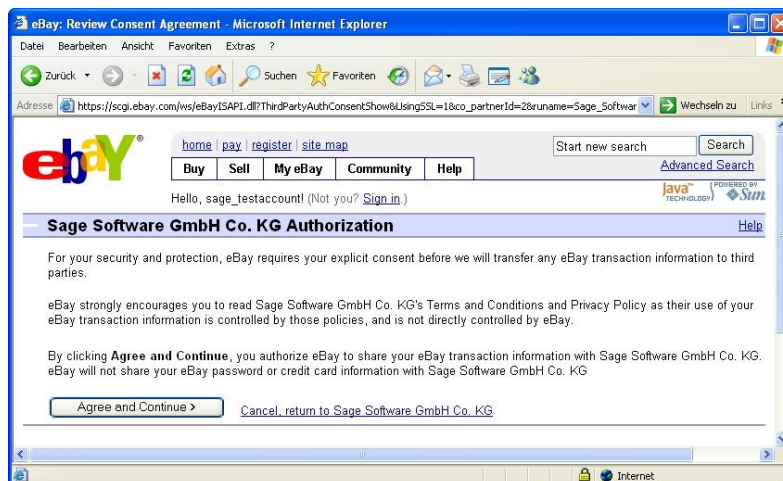 eBay: Review Consent Agreement - Microsoft Internet Explorer
Datei Bearbeiten Ansicht Favoriten Extras ?
Zurück Suchen Favoriten
Adresse https://scgi.ebay.com/ws/eBayISAPI.dll?ThirdPartyAuthConsentShow&UsingSSL=1&co_partnerId=2&runame=Sage_Softwar Wechseln zu Links
ebay®
home | pay | register | site map
Start new search Search
Buy Sell My eBay Community Help
Advanced Search
Hello, sage_testaccount! (Not you? Sign in.)
Java™ TECHNOLOGY POWERED BY Sun
Sage Software GmbH Co. KG Authorization Help
For your security and protection, eBay requires your explicit consent before we will transfer any eBay transaction information to third
parties.
eBay strongly encourages you to read Sage Software GmbH Co. KG's Terms and Conditions and Privacy Policy as their use of your
eBay transaction information is controlled by those policies, and is not directly controlled by eBay.
By clicking Agree and Continue, you authorize eBay to share your eBay transaction information with Sage Software GmbH Co. KG.
eBay will not share your eBay password or credit card information with Sage Software GmbH Co. KG
Agree and Continue > Cancel, return to Sage Software GmbH Co. KG
Internet